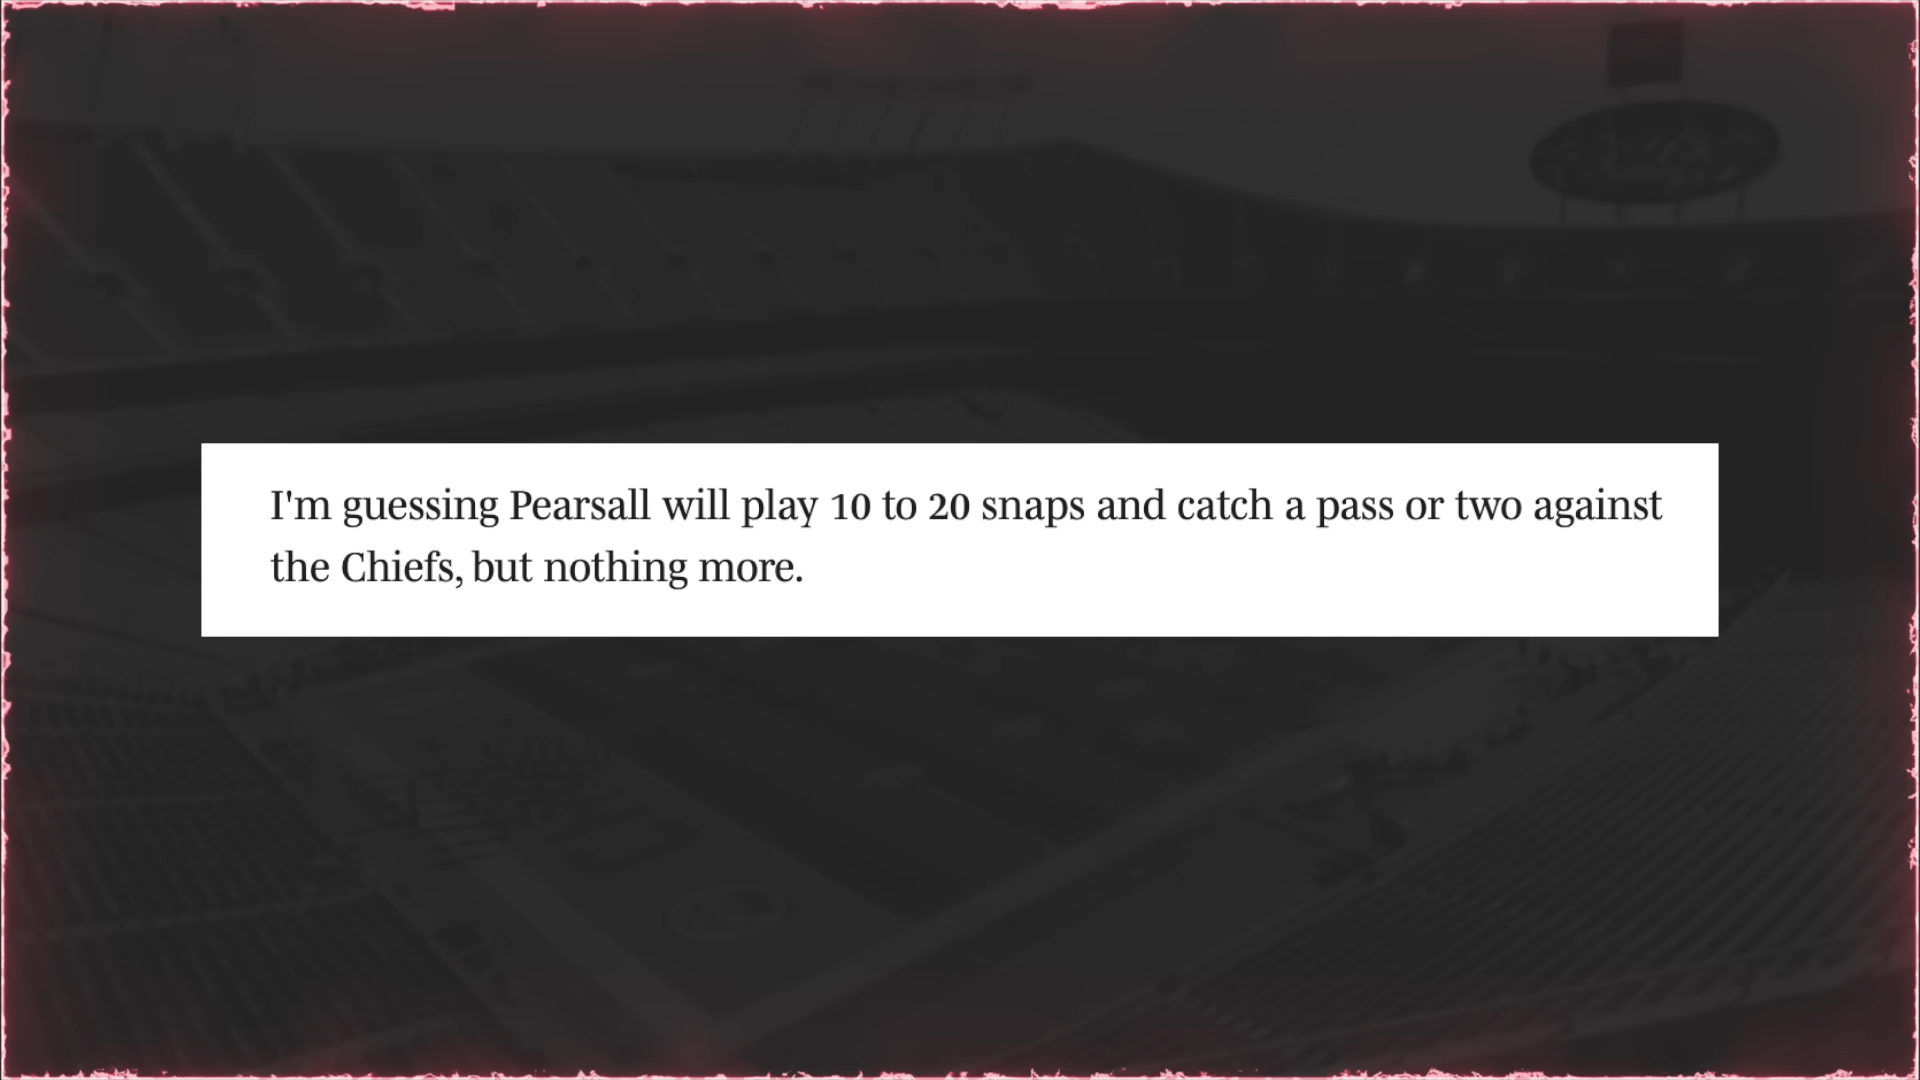 I'm guessing Pearsall will play 10 to 20 snaps and catch a pass or two against
the Chiefs, but nothing more.